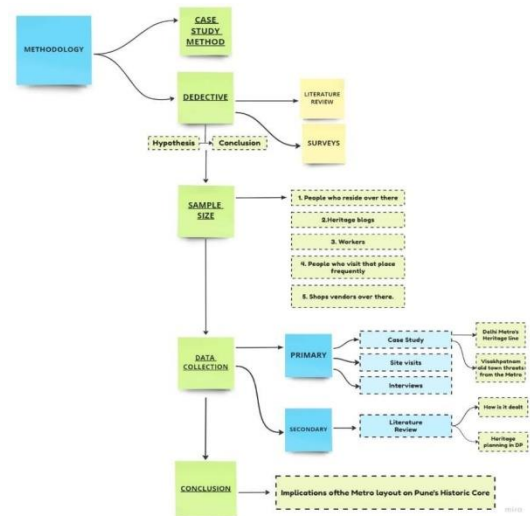 CASE
STUDY
METHOD
METHODOLOGY
DEDECTIVE
LITERATURE
REVIEW
Hypothesis
Conclusion
SURVEYS
SAMPLE
SIZE
1. People who reside over there
2.Heritage blogs
3. Workers
4. People who visit that place
frequently
5. Shops vendors over there.
DATA
COLLECTION
PRIMARY
Case Study
Delhi Metro's
Heritage line
Visakhpatnam
old town threats
from the Metro
Site visits
Interviews
SECONDARY
Literature
Review
How is it dealt
Heritage
planning in DP
CONCLUSION
Implications ofthe Metro layout on Pune's Historic Core
miro